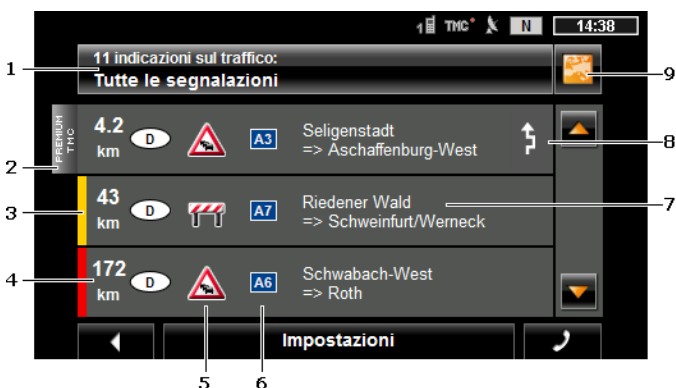 1 TMC N 14:38
11 indicazioni sul traffico:
Tutte le segnalazioni
1
9
PREMIUM
TMC
4.2
km
D
A3
Seligenstadt
=> Aschaffenburg-West
8
2
43
km
D
A7
Riedener Wald
=> Schweinfurt/Werneck
7
3
172
km
D
A6
Schwabach-West
=> Roth
4
Impostazioni
5
6